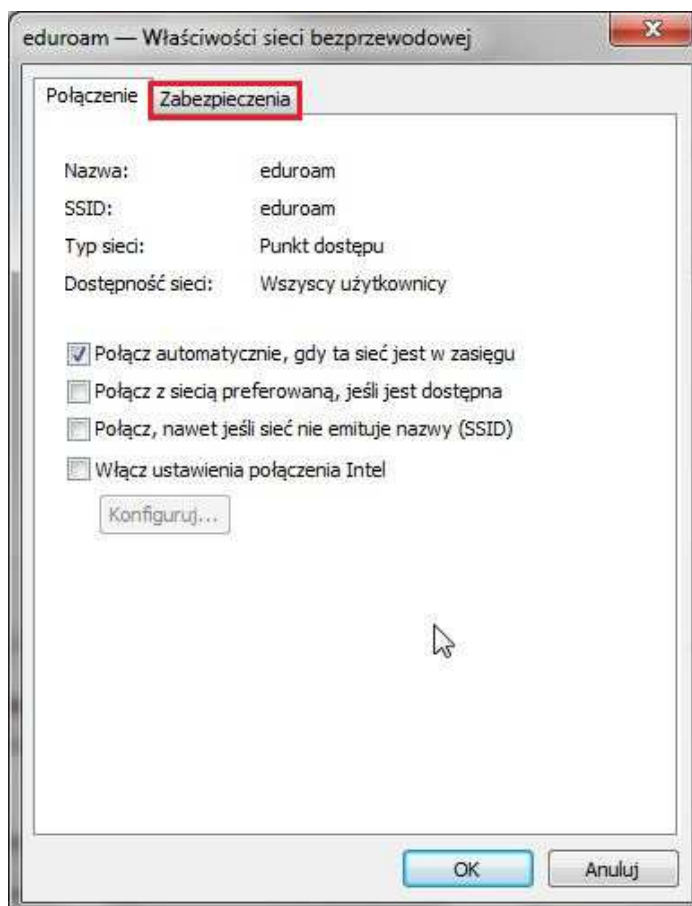 eduroam — Właściwości sieci bezprzewodowej
Połączenie Zabezpieczenia
Nazwa: eduroam
SSID: eduroam
Typ sieci: Punkt dostępu
Dostępność sieci: Wszyscy użytkownicy
Połącz automatycznie, gdy ta sieć jest w zasięgu
Połącz z siecią preferowaną, jeśli jest dostępna
Połącz, nawet jeśli sieć nie emituje nazwy (SSID)
Włącz ustawienia połączenia Intel
Konfiguruj...
OK Anuluj